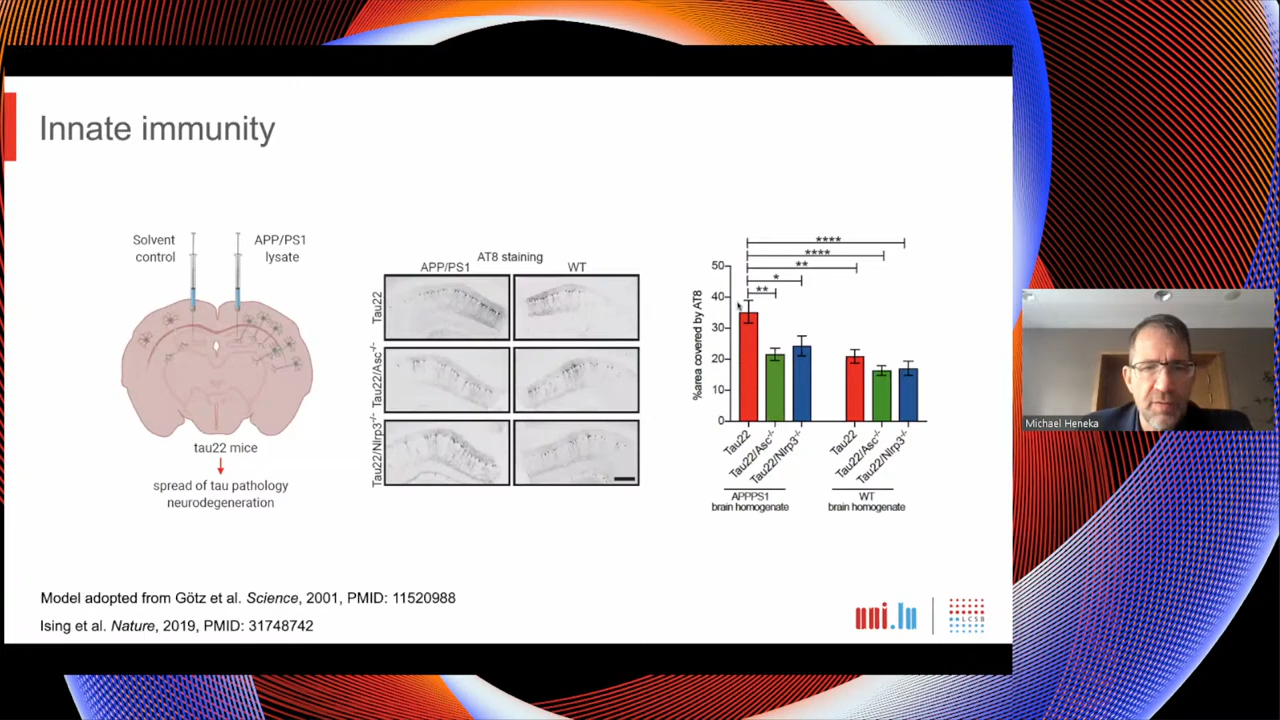 Innate immunity
Solvent
control
APP/PS1
lysate
tau22 mice
spread of tau pathology
neurodegeneration
AT8 staining
APP/PS1
WT
Tau22
Tau22/Asc-/-
Tau22/Nlrp3-/-
%area covered by AT8
50
40
30
20
10
0
****
****
**
*
**
Tau22
Tau22/Asc-/-
Tau22/Nlrp3-/-
Tau22
Tau22/Asc-/-
Tau22/Nlrp3-/-
APPPS1
brain homogenate
WT
brain homogenate
Michael Heneka
Model adopted from Götz et al. Science, 2001, PMID: 11520988
Ising et al. Nature, 2019, PMID: 31748742
uni.lu
LCSB